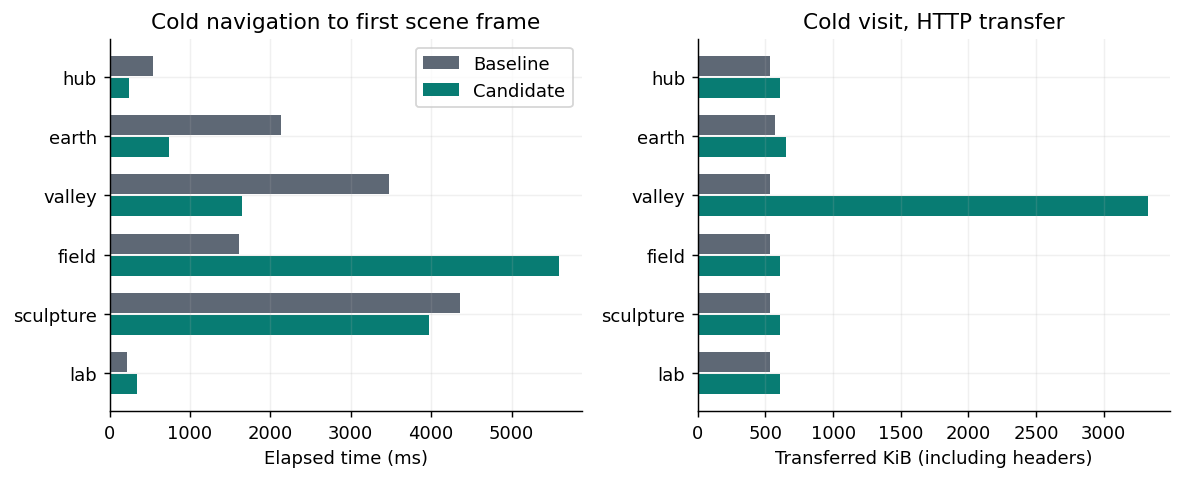 Cold navigation to first scene frame
Baseline
Candidate
hub
earth
valley
field
sculpture
lab
0 1000 2000 3000 4000 5000
Elapsed time (ms)
Cold visit, HTTP transfer
hub
earth
valley
field
sculpture
lab
0 500 1000 1500 2000 2500 3000
Transferred KiB (including headers)